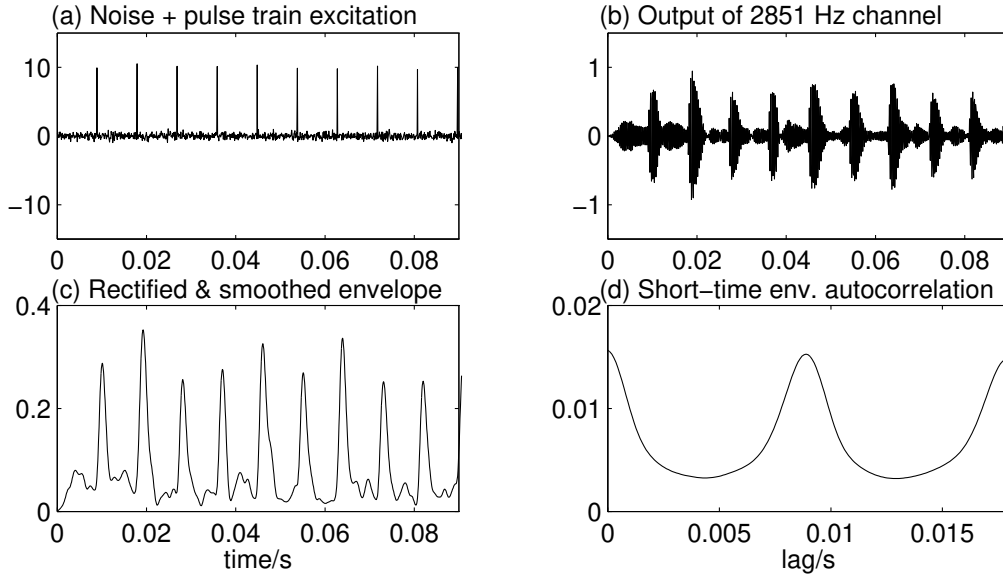 (a) Noise + pulse train excitation
10
0
−10
0 0.02 0.04 0.06 0.08
(b) Output of 2851 Hz channel
1
0
−1
0 0.02 0.04 0.06 0.08
(c) Rectified & smoothed envelope
0.4
0.2
0
0 0.02 0.04 0.06 0.08
time/s
(d) Short−time env. autocorrelation
0.02
0.01
0
0 0.005 0.01 0.015
lag/s